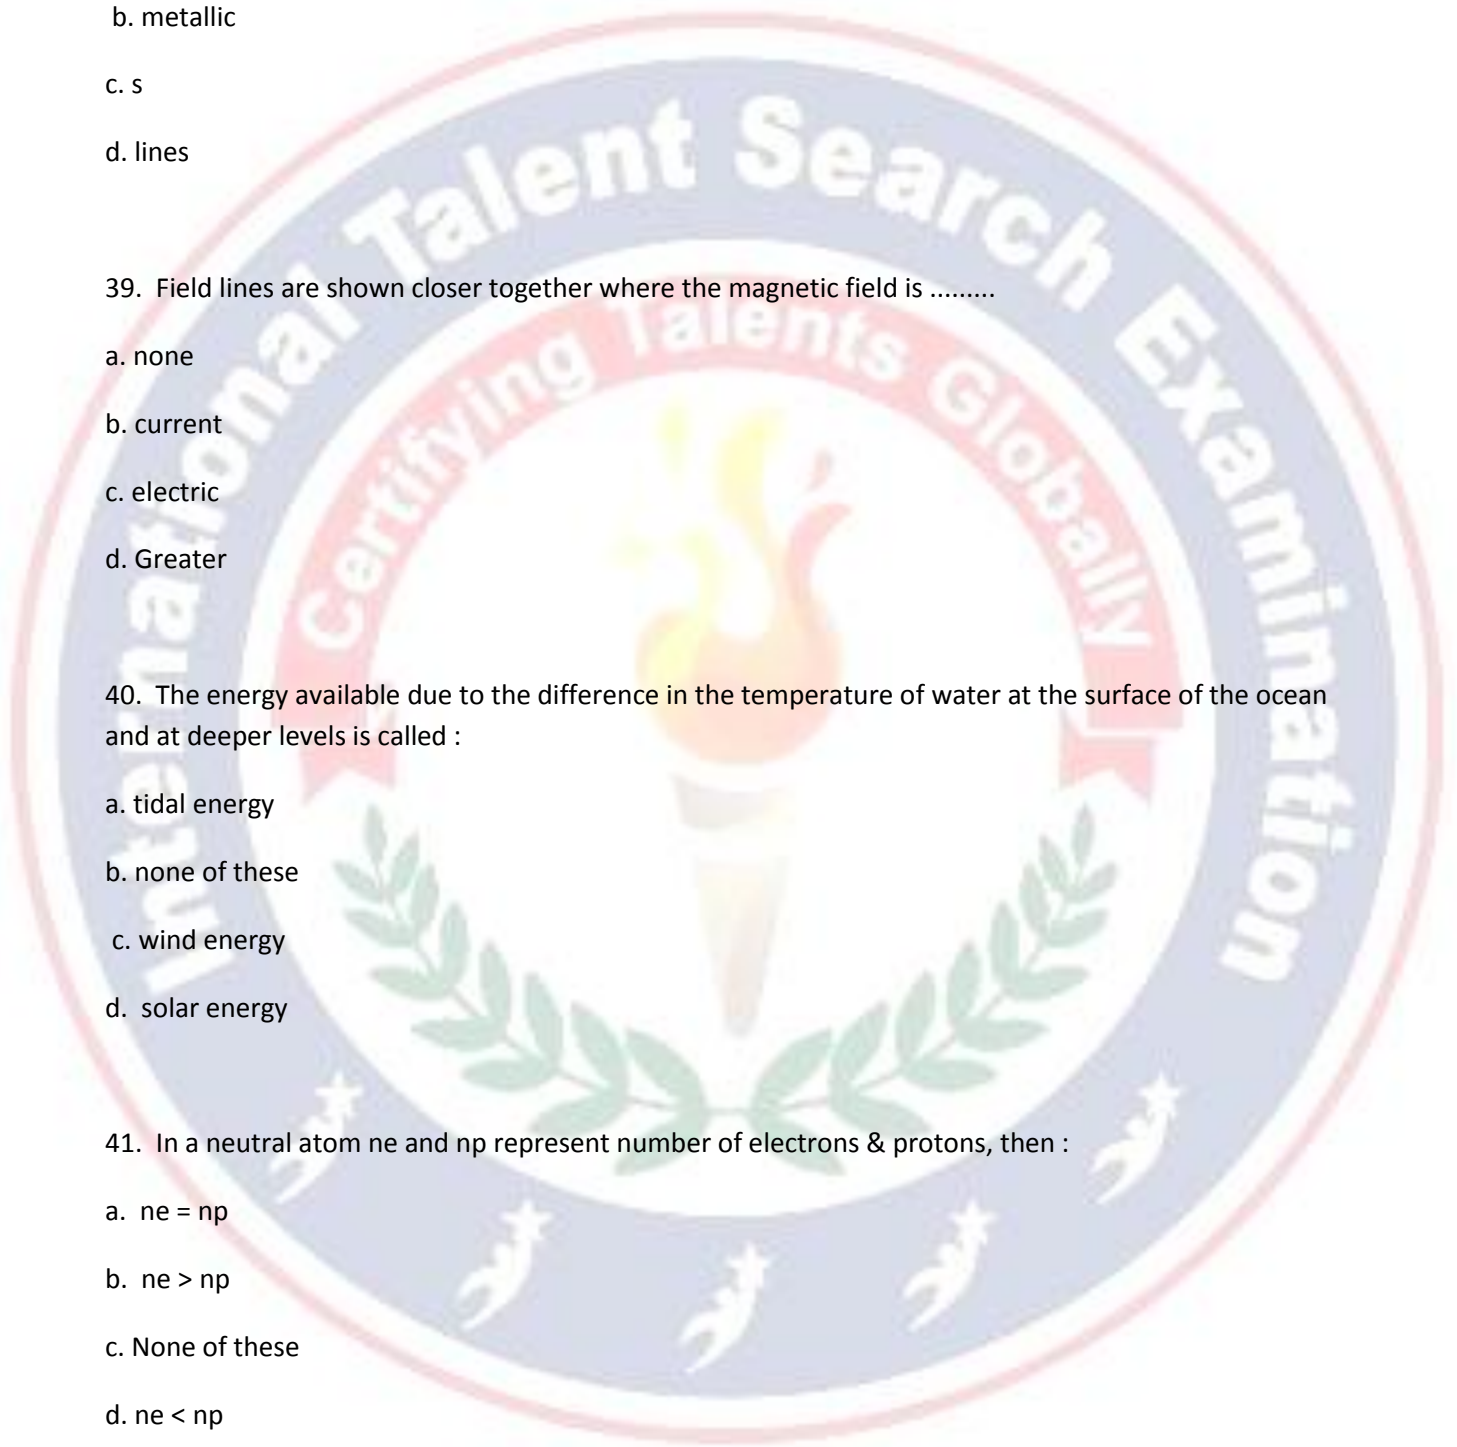 b. metallic
c. s
d. lines
39. Field lines are shown closer together where the magnetic field is .........
a. none
b. current
c. electric
d. Greater
40. The energy available due to the difference in the temperature of water at the surface of the ocean
and at deeper levels is called :
a. tidal energy
b. none of these
c. wind energy
d. solar energy
41. In a neutral atom ne and np represent number of electrons & protons, then :
a. ne = np
b. ne > np
c. None of these
d. ne < np
International Talent Search Examination
Certifying Talents Globally